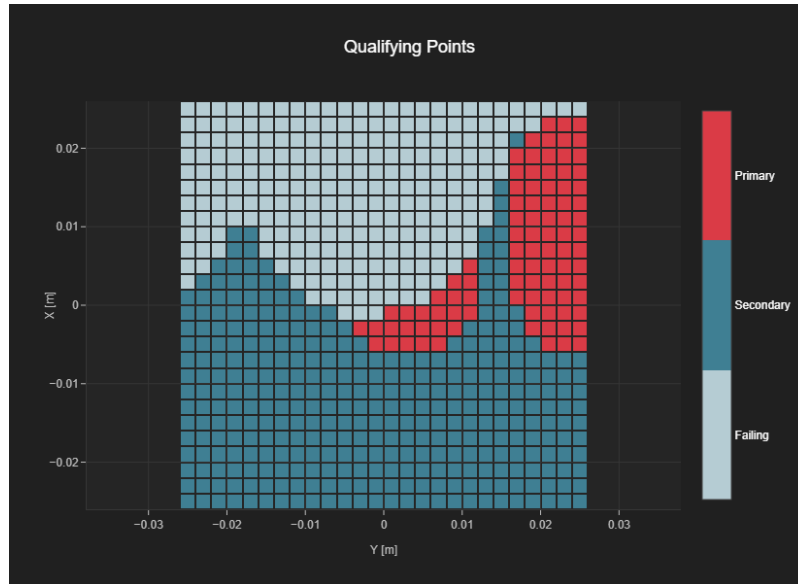 Qualifying Points
0.02
0.01
0
−0.01
−0.02
X [m]
−0.03
−0.02
−0.01
0
0.01
0.02
0.03
Y [m]
Primary
Secondary
Failing